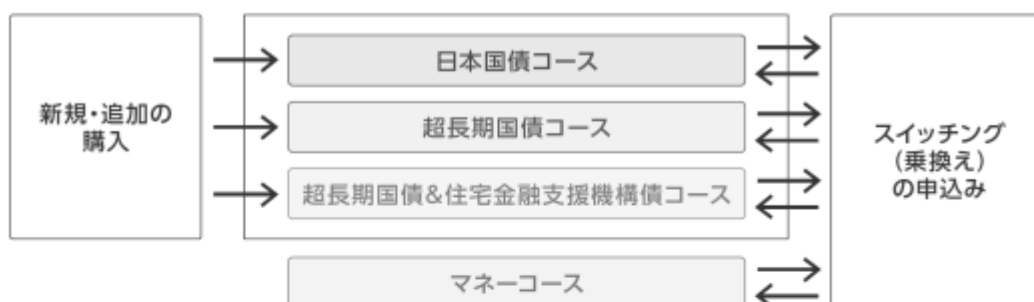 新規・追加の
購入
日本国債コース
超長期国債コース
超長期国債&住宅金融支援機構債コース
マネーコース
スイッチング
(乗換え)
の申込み